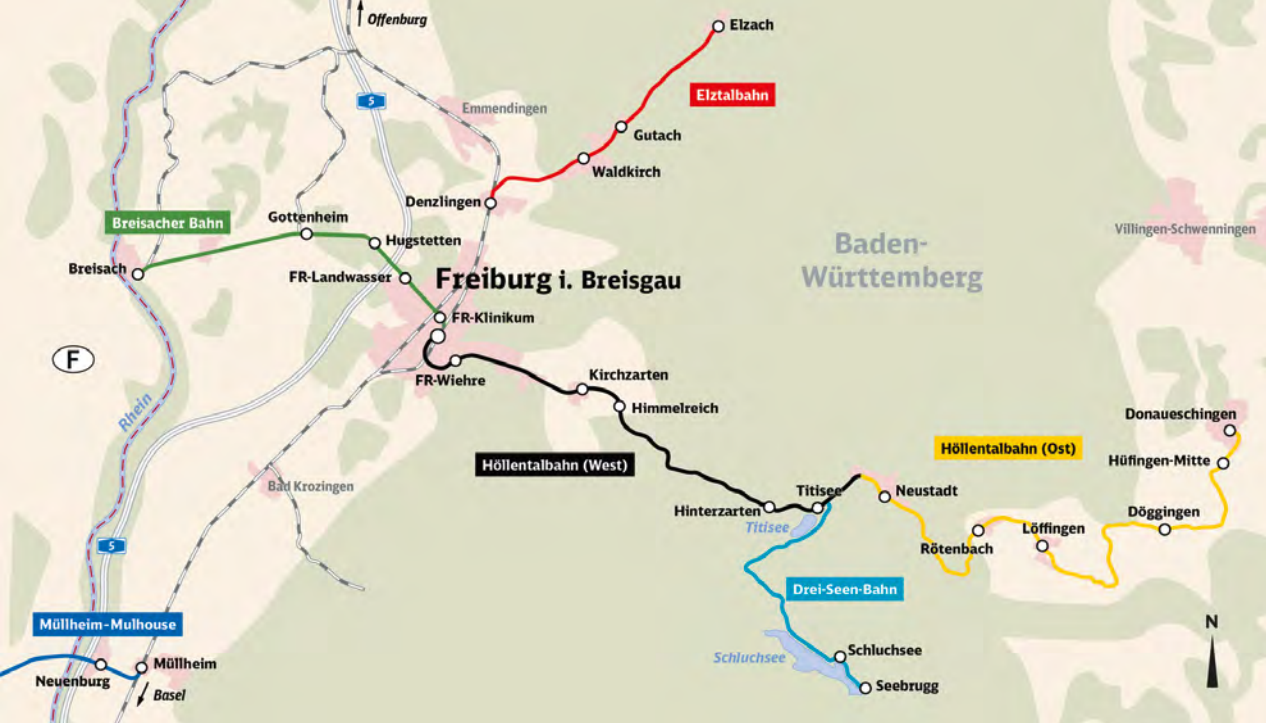 Offenburg
Elzach
5
Elztalbahn
Emmendingen
Gutach
Waldkirch
Denzlingen
Breisacher Bahn
Gottenheim
Hugstetten
Villingen-Schwenningen
Breisach
FR-Landwasser
Freiburg i. Breisgau
Baden-
Württemberg
FR-Klinikum
F
FR-Wiehre
Kirchzarten
Himmelreich
Rhein
Donaueschingen
Höllentalbahn (Ost)
Höllentalbahn (West)
Hüfingen-Mitte
Bad Krozingen
Titisee
Neustadt
Hinterzarten
Titisee
Döggingen
Löffingen
Rötenbach
5
Drei-Seen-Bahn
Müllheim-Mulhouse
N
Schluchsee
Schluchsee
Müllheim
Neuenburg
Seebrugg
Basel